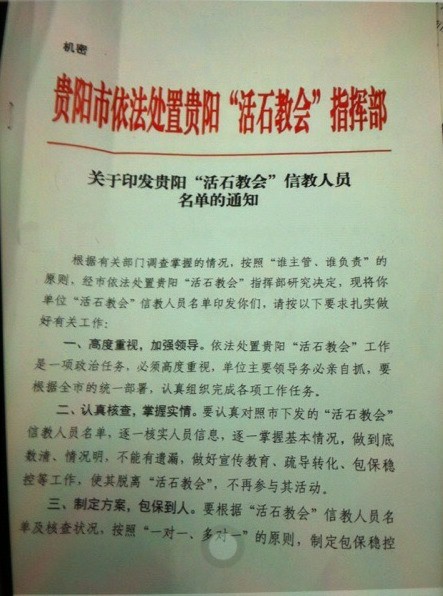 机密
贵阳市依法处置贵阳“活石教会”指挥部
关于印发贵阳“活石教会”信教人员
名单的通知
根据有关部门调查掌握的情况，按照“谁主管、谁负责”的
原则，经市依法处置贵阳“活石教会”指挥部研究决定，现将你
单位“活石教会”信教人员名单印发你们，请按以下要求扎实做
好有关工作：
一、高度重视，加强领导。依法处置贵阳“活石教会”工作
是一项政治任务，必须高度重视，单位主要领导务必亲自抓，要
根据全市的统一部署，认真组织完成各项工作任务。
二、认真核查，掌握实情。要认真对照市下发的“活石教会”
信教人员名单，逐一核实人员信息，逐一掌握基本情况，做到底
数清、情况明，不能有遗漏，做好宣传教育、疏导转化、包保稳
控等工作，使其脱离“活石教会”，不再参与其活动。
三、制定方案，包保到人。要根据“活石教会”信教人员名
单及核查状况，按照“一对一、多对一”的原则，制定包保稳控